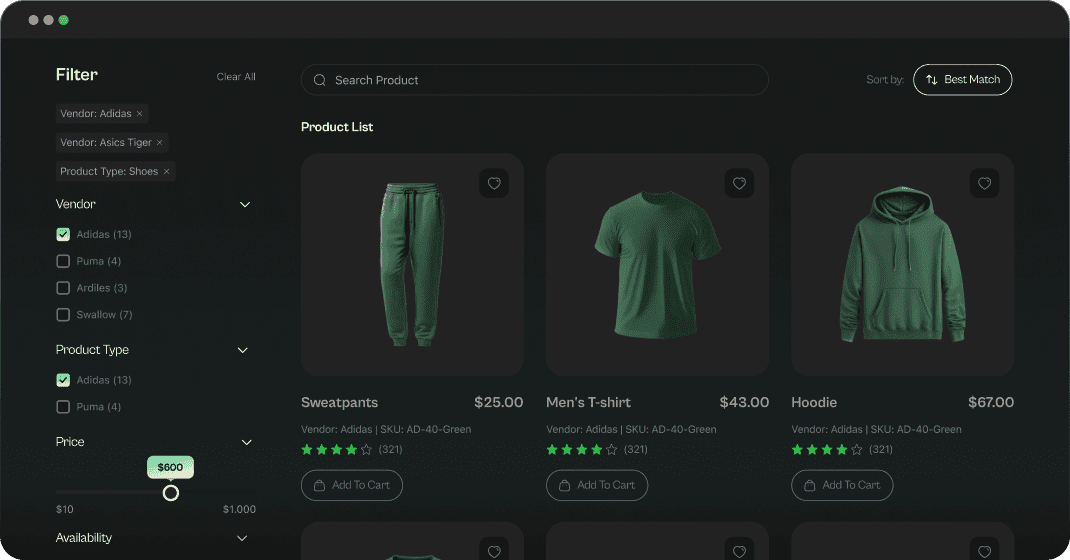 Filter
Clear All
Vendor: Adidas ×
Vendor: Asics Tiger ×
Product Type: Shoes ×
Vendor
Adidas (13)
Puma (4)
Ardiles (3)
Swallow (7)
Product Type
Adidas (13)
Puma (4)
Price
$600
$10
$1.000
Availability
Search Product
Sort by:
Best Match
Product List
Sweatpants
$25.00
Vendor: Adidas | SKU: AD-40-Green
(321)
Add To Cart
Men's T-shirt
$43.00
Vendor: Adidas | SKU: AD-40-Green
(321)
Add To Cart
Hoodie
$67.00
Vendor: Adidas | SKU: AD-40-Green
(321)
Add To Cart